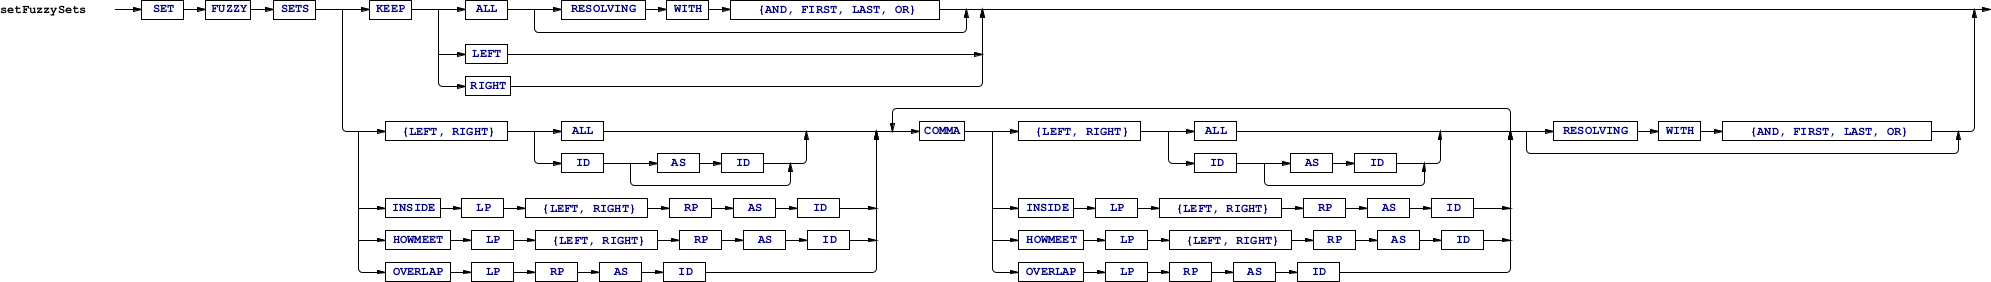 setFuzzySets SET FUZZY SETS KEEP ALL RESOLVING WITH {AND, FIRST, LAST, OR}
LEFT
RIGHT
{LEFT, RIGHT} ALL COMMA {LEFT, RIGHT} ALL RESOLVING WITH {AND, FIRST, LAST, OR}
ID AS ID ID AS ID
INSIDE LP {LEFT, RIGHT} RP AS ID INSIDE LP {LEFT, RIGHT} RP AS ID
HOWMEET LP {LEFT, RIGHT} RP AS ID HOWMEET LP {LEFT, RIGHT} RP AS ID
OVERLAP LP RP AS ID OVERLAP LP RP AS ID